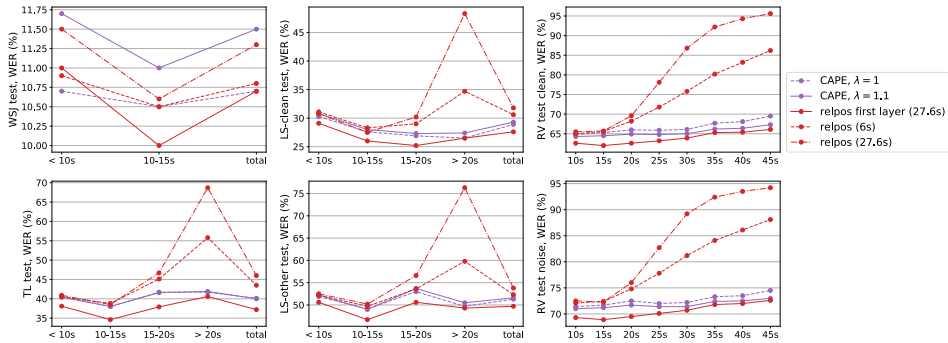 WSJ test, WER (%)
11.75
11.50
11.25
11.00
10.75
10.50
10.25
10.00
< 10s 10-15s 15-20s total
LS-clean test, WER (%)
45
40
35
30
25
< 10s 10-15s 15-20s > 20s total
RV test clean, WER (%)
95
90
85
80
75
70
65
10s 15s 20s 25s 30s 35s 40s 45s
CAPE, λ = 1
CAPE, λ = 1.1
relpos first layer (27.6s)
relpos (6s)
relpos (27.6s)
TL test, WER (%)
70
65
60
55
50
45
40
35
< 10s 10-15s 15-20s > 20s total
LS-other test, WER (%)
75
70
65
60
55
50
< 10s 10-15s 15-20s > 20s total
RV test noise, WER (%)
95
90
85
80
75
70
10s 15s 20s 25s 30s 35s 40s 45s